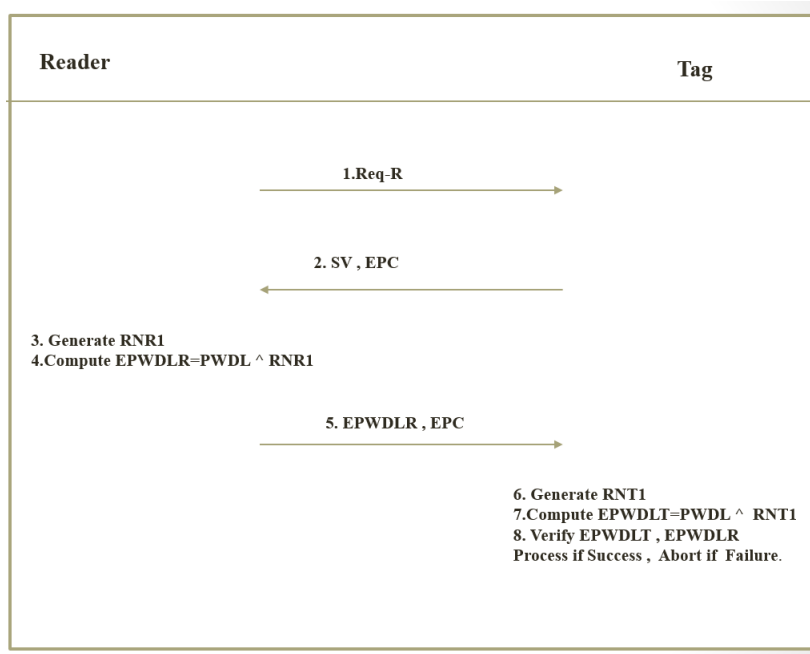 Reader
Tag
1.Req-R
2. SV , EPC
3. Generate RNR1
4.Compute EPWDLR=PWDL ^ RNR1
5. EPWDLR , EPC
6. Generate RNT1
7.Compute EPWDLT=PWDL ^ RNT1
8. Verify EPWDLT , EPWDLR
Process if Success , Abort if Failure.